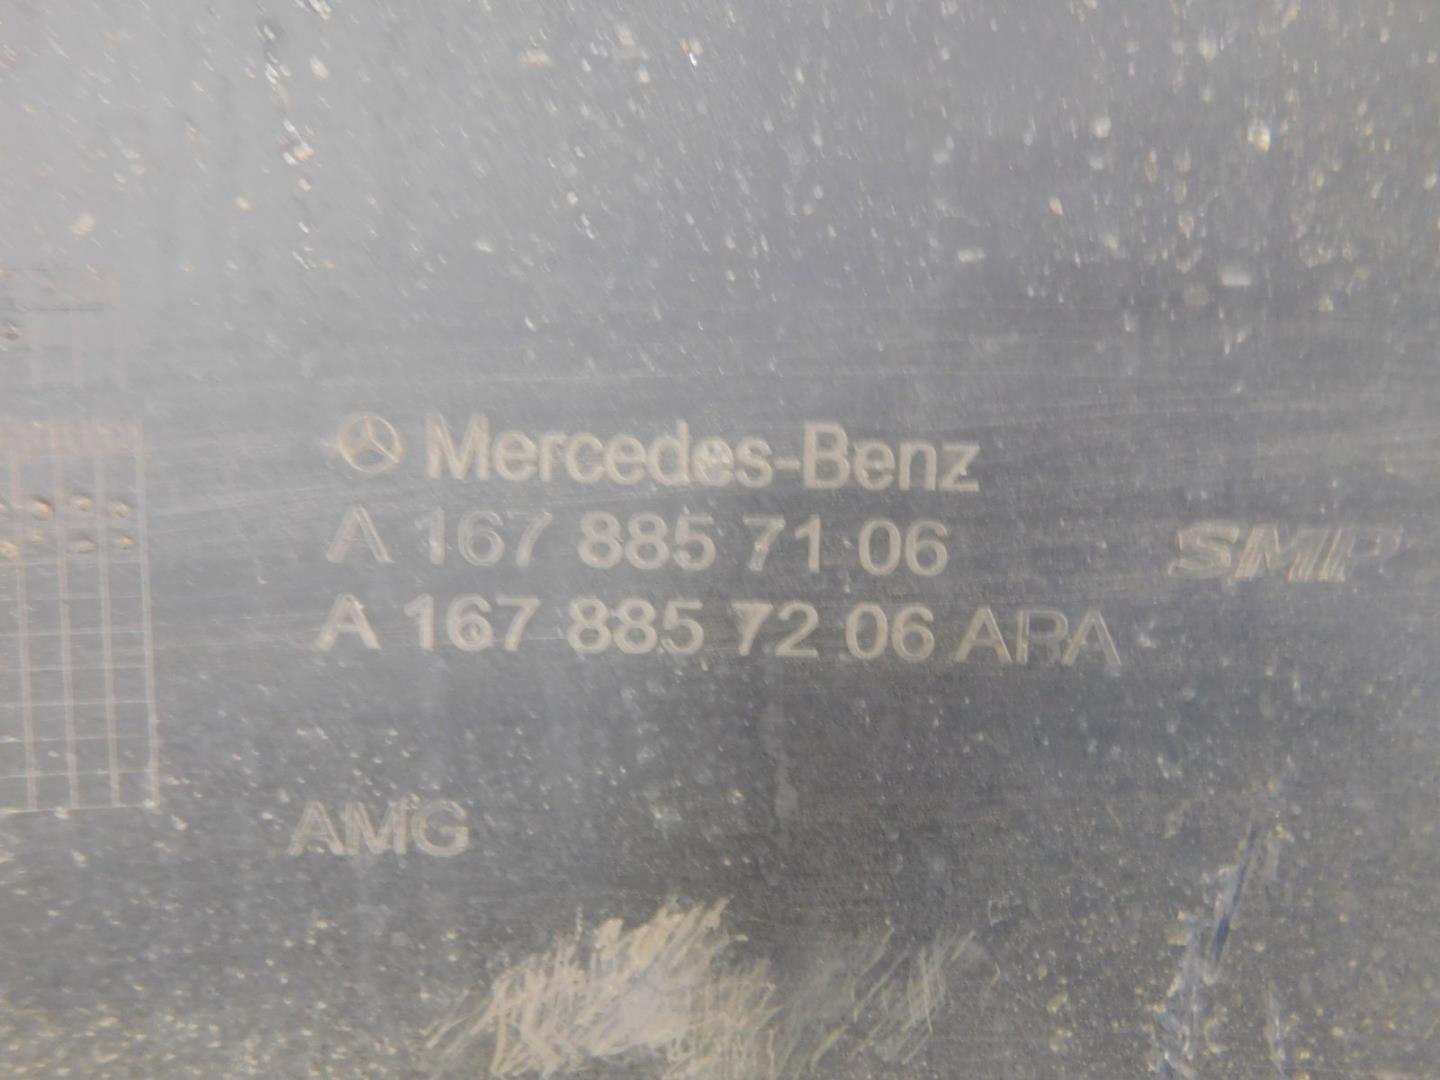 Mercedes-Benz
A 167 885 71 06
SMP
A 167 885 72 06 APA
AMG